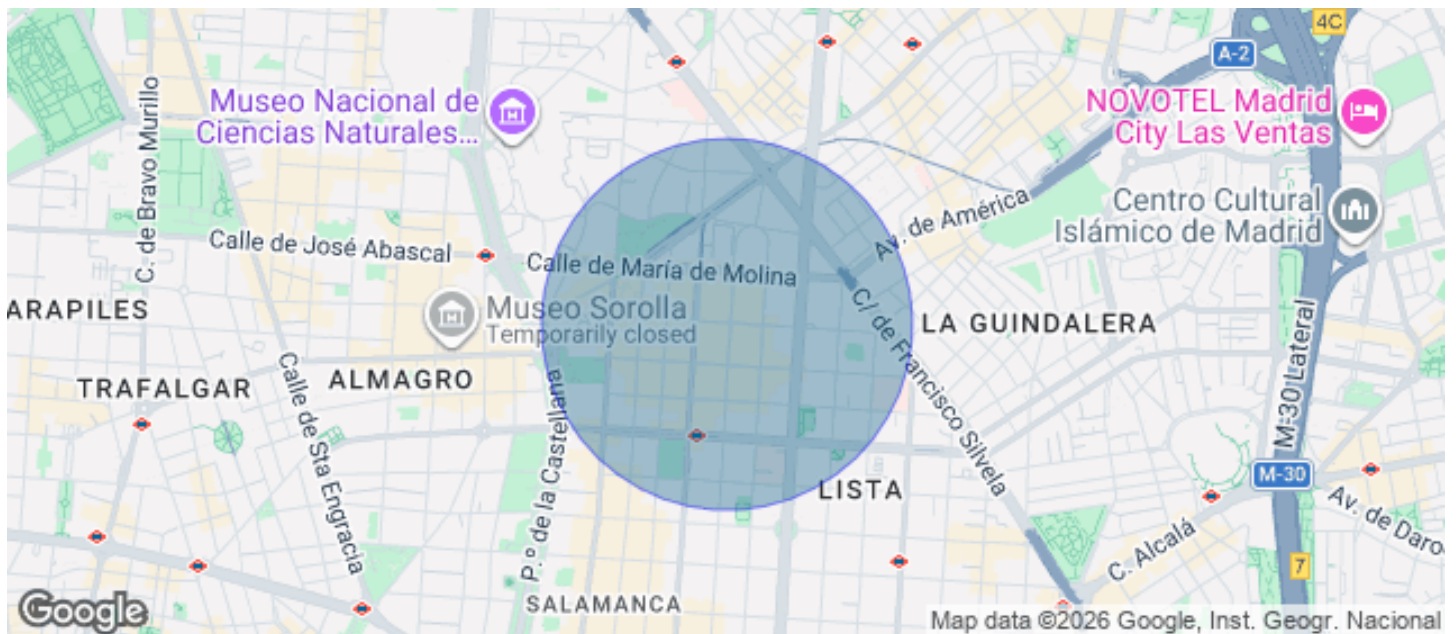 4C
A-2
Museo Nacional de
Ciencias Naturales...
NOVOTEL Madrid
City Las Ventas
C. de Bravo Murillo
Centro Cultural
Islámico de Madrid
Av. de América
Calle de José Abascal
Calle de María de Molina
ARAPILES
Museo Sorolla
Temporarily closed
C/ de Francisco Silvela
LA GUINDALERA
M-30 Lateral
TRAFALGAR
ALMAGRO
Calle de Sta Engracia
P.º de la Castellana
LISTA
M-30
Av. de Daro
C. Alcalá
7
SALAMANCA
Google
Map data ©2026 Google, Inst. Geogr. Nacional